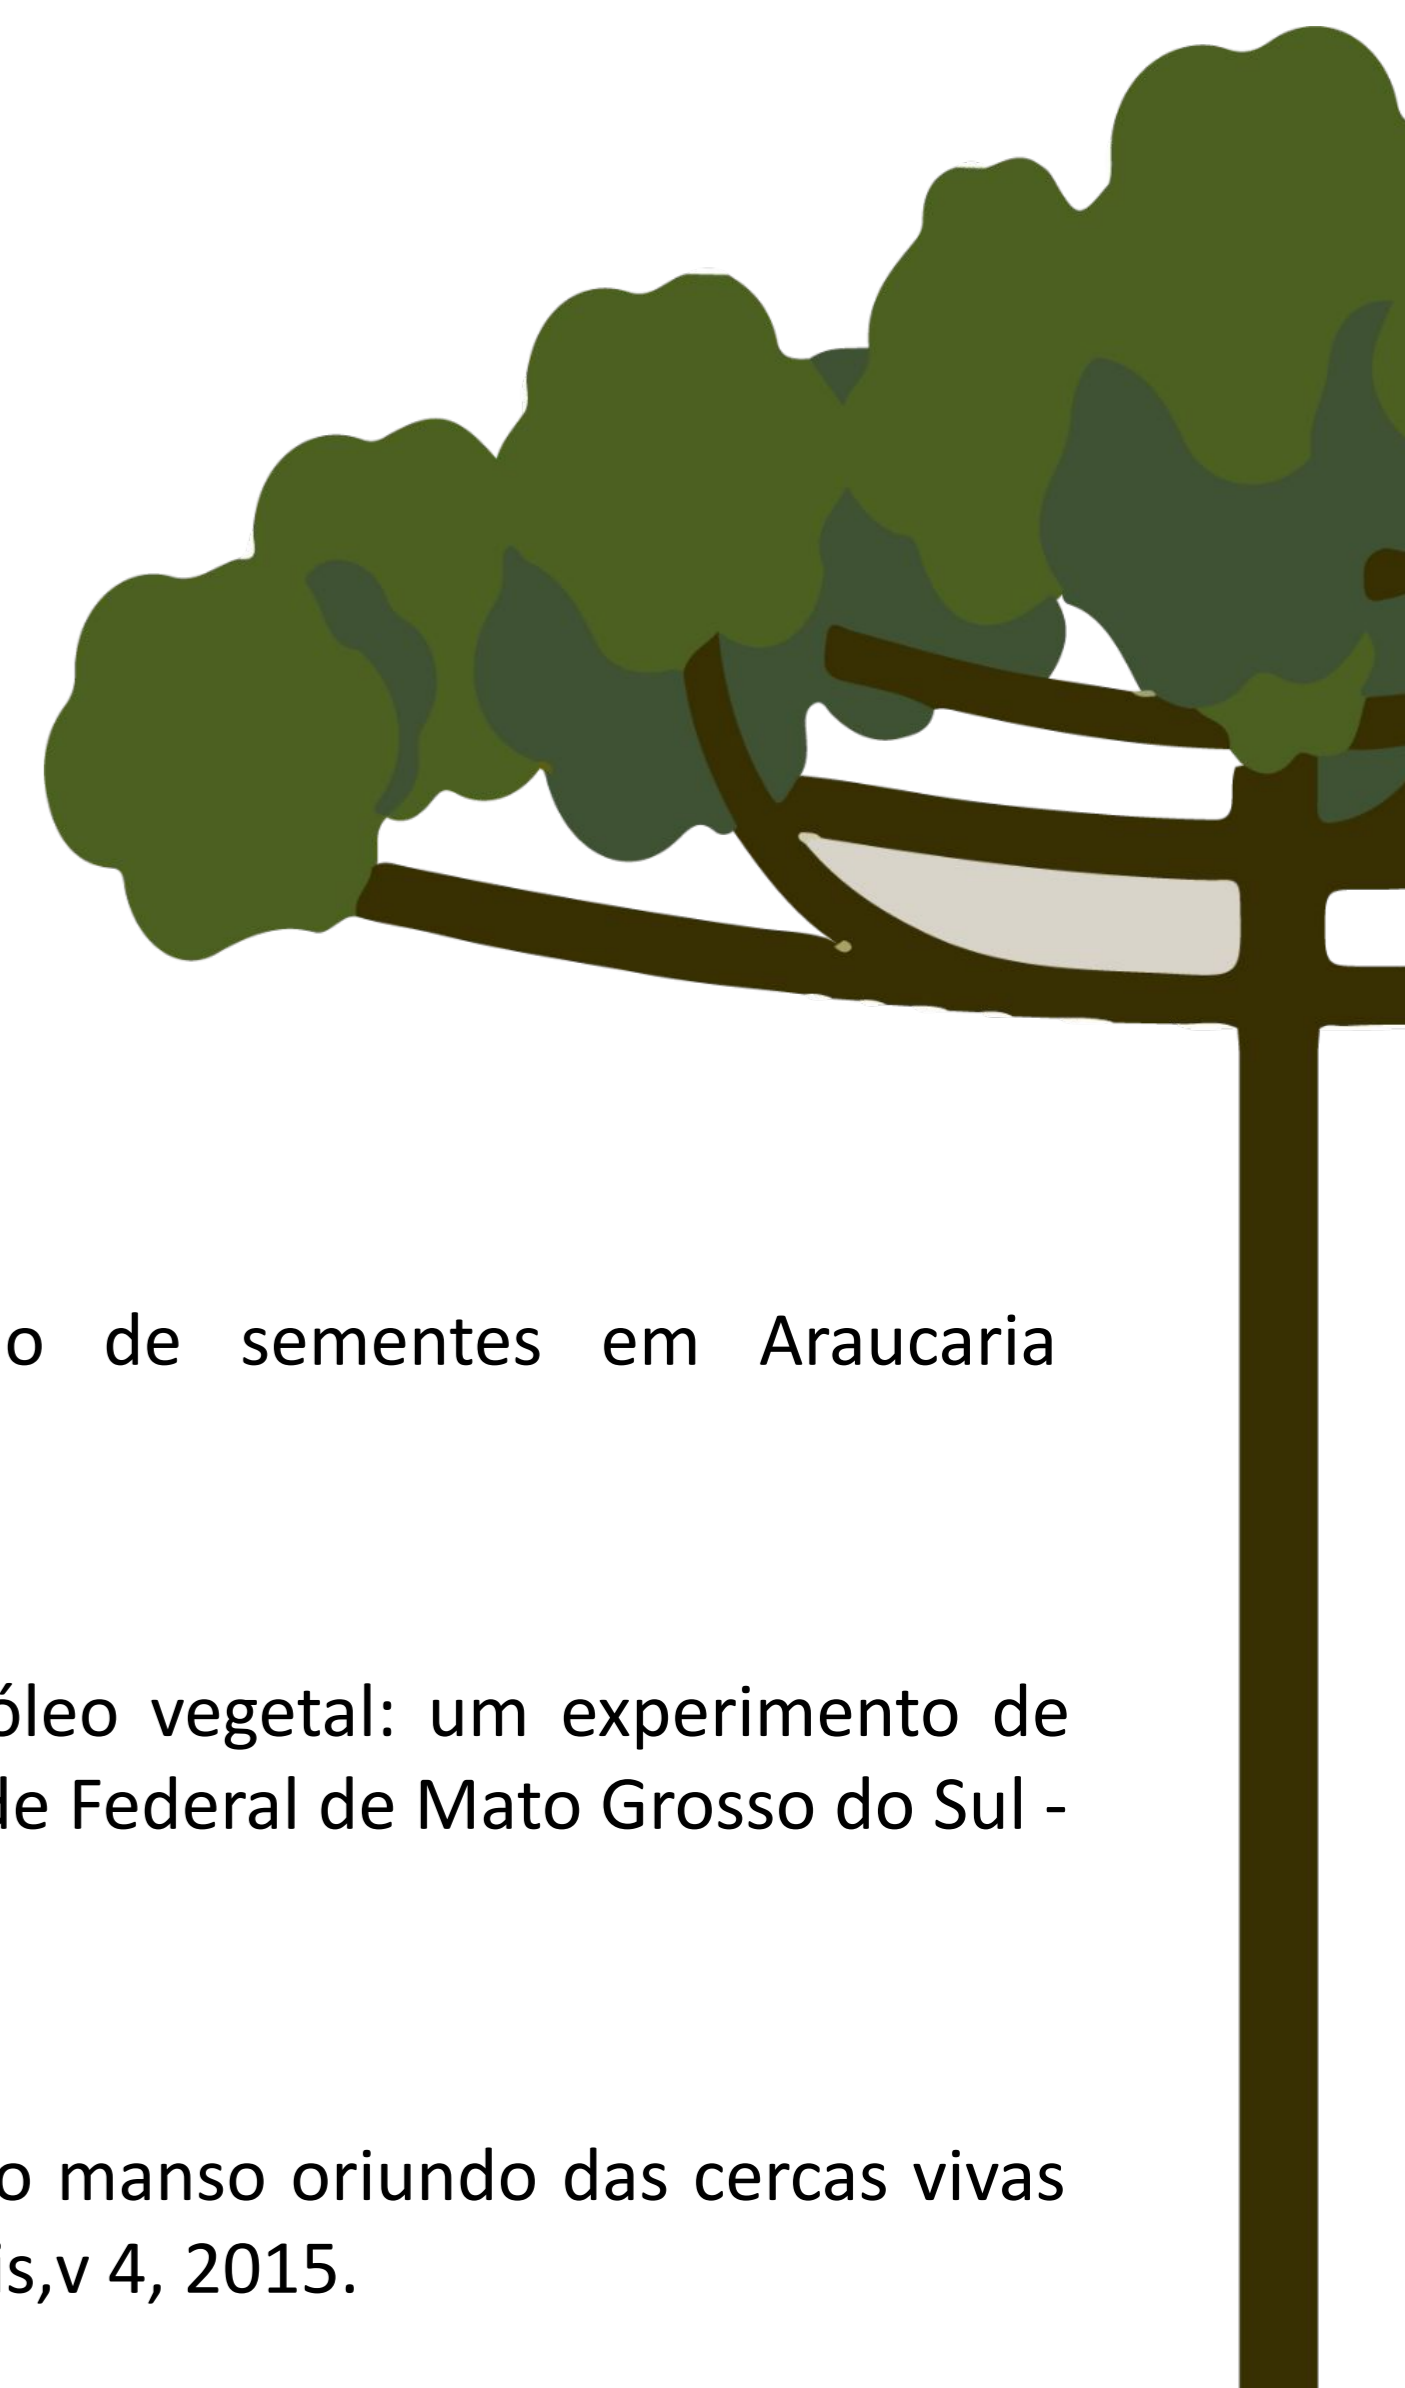 o de sementes em Araucaria
óleo vegetal: um experimento de
de Federal de Mato Grosso do Sul -
o manso oriundo das cercas vivas
is,v 4, 2015.